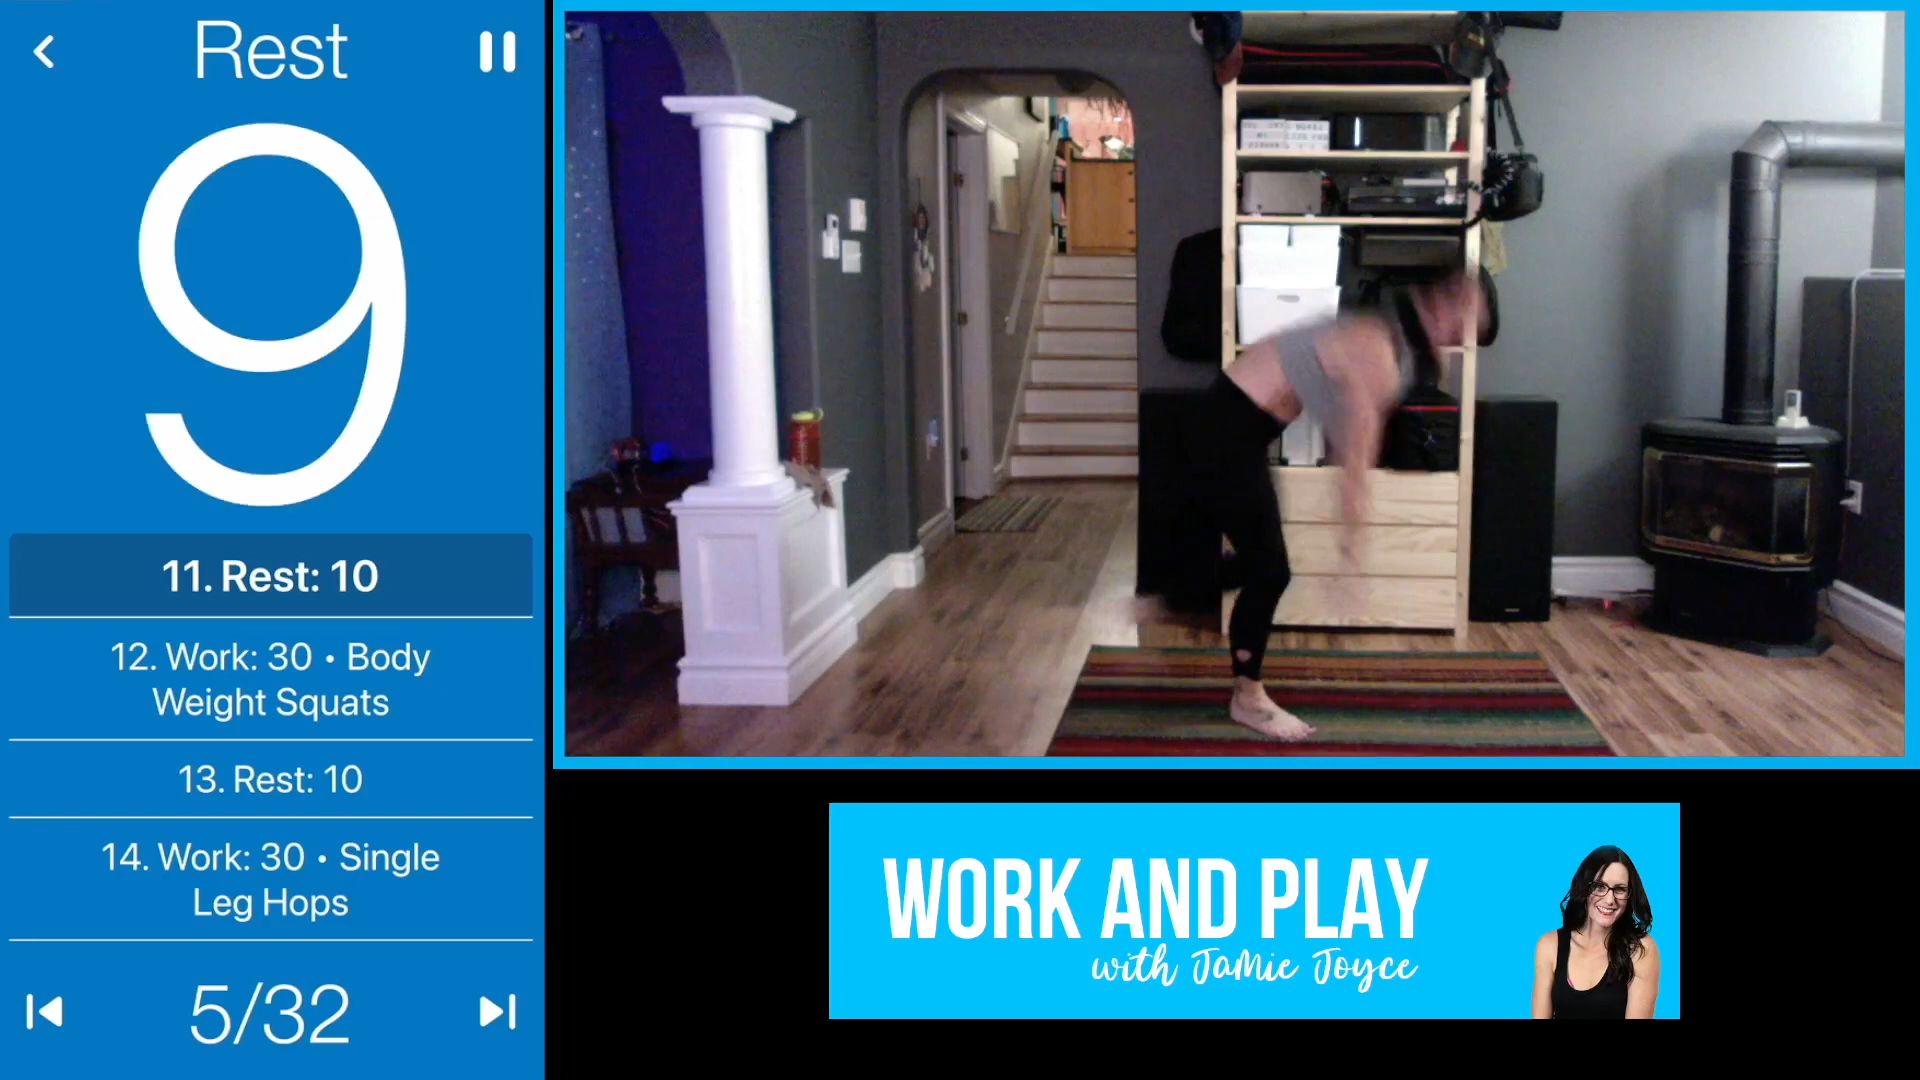 Rest
9
11. Rest: 10
12. Work: 30 • Body
Weight Squats
13. Rest: 10
14. Work: 30 • Single
Leg Hops
5/32
WORK AND PLAY
with Jamie Joyce